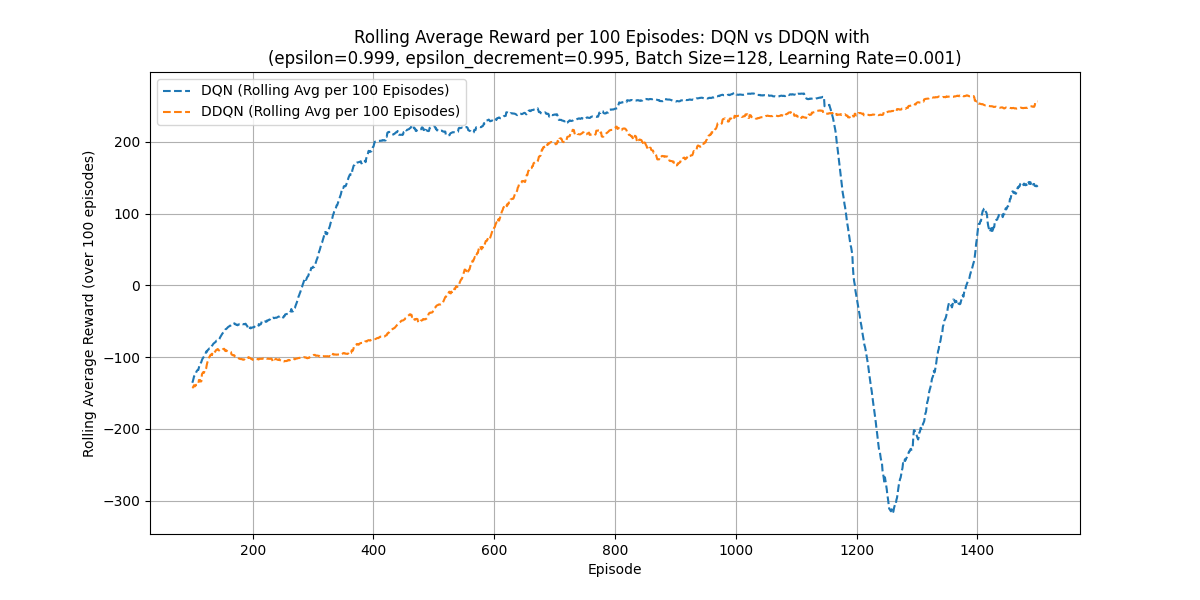 Rolling Average Reward per 100 Episodes: DQN vs DDQN with
(epsilon=0.999, epsilon_decrement=0.995, Batch Size=128, Learning Rate=0.001)
DQN (Rolling Avg per 100 Episodes)
DDQN (Rolling Avg per 100 Episodes)
Rolling Average Reward (over 100 episodes)
200
100
0
−100
−200
−300
200 400 600 800 1000 1200 1400
Episode